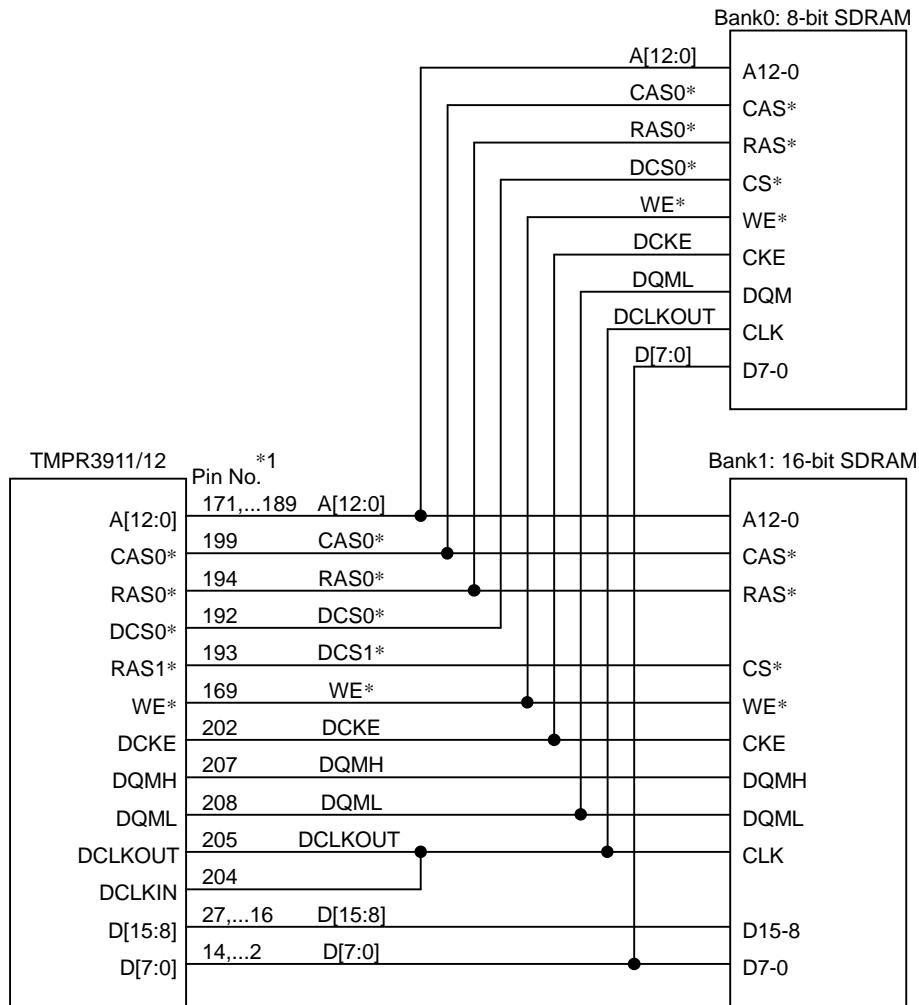 Bank0: 8-bit SDRAM
A[12:0] A12-0
CAS0* CAS*
RAS0* RAS*
DCS0* CS*
WE* WE*
DCKE CKE
DQML DQM
DCLKOUT CLK
D[7:0] D7-0
TMPR3911/12 Pin No. *1 Bank1: 16-bit SDRAM
A[12:0] 171,...189 A[12:0] A12-0
CAS0* 199 CAS0* CAS*
RAS0* 194 RAS0* RAS*
DCS0* 192 DCS0*
RAS1* 193 DCS1* CS*
WE* 169 WE* WE*
DCKE 202 DCKE CKE
DQMH 207 DQMH DQMH
DQML 208 DQML DQML
DCLKOUT 205 DCLKOUT CLK
DCLKIN 204
D[15:8] 27,...16 D[15:8] D15-8
D[7:0] 14,...2 D[7:0] D7-0